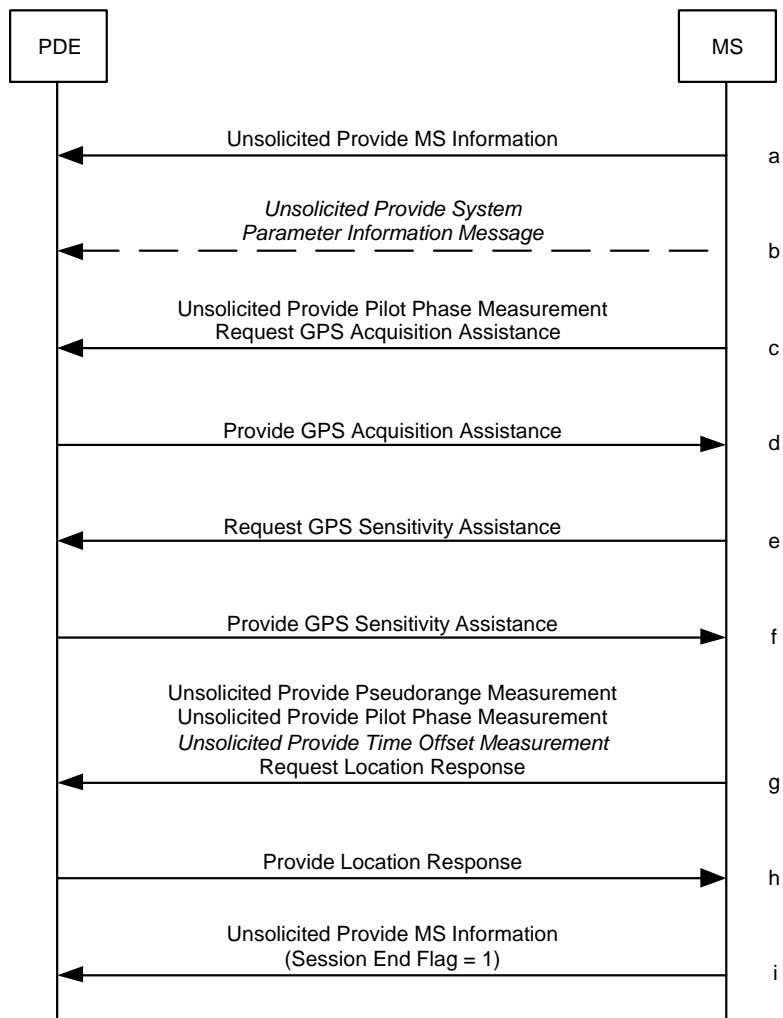 PDE
MS
Unsolicited Provide MS Information
a
Unsolicited Provide System
Parameter Information Message
b
Unsolicited Provide Pilot Phase Measurement
Request GPS Acquisition Assistance
c
Provide GPS Acquisition Assistance
d
Request GPS Sensitivity Assistance
e
Provide GPS Sensitivity Assistance
f
Unsolicited Provide Pseudorange Measurement
Unsolicited Provide Pilot Phase Measurement
Unsolicited Provide Time Offset Measurement
Request Location Response
g
Provide Location Response
h
Unsolicited Provide MS Information
(Session End Flag = 1)
i